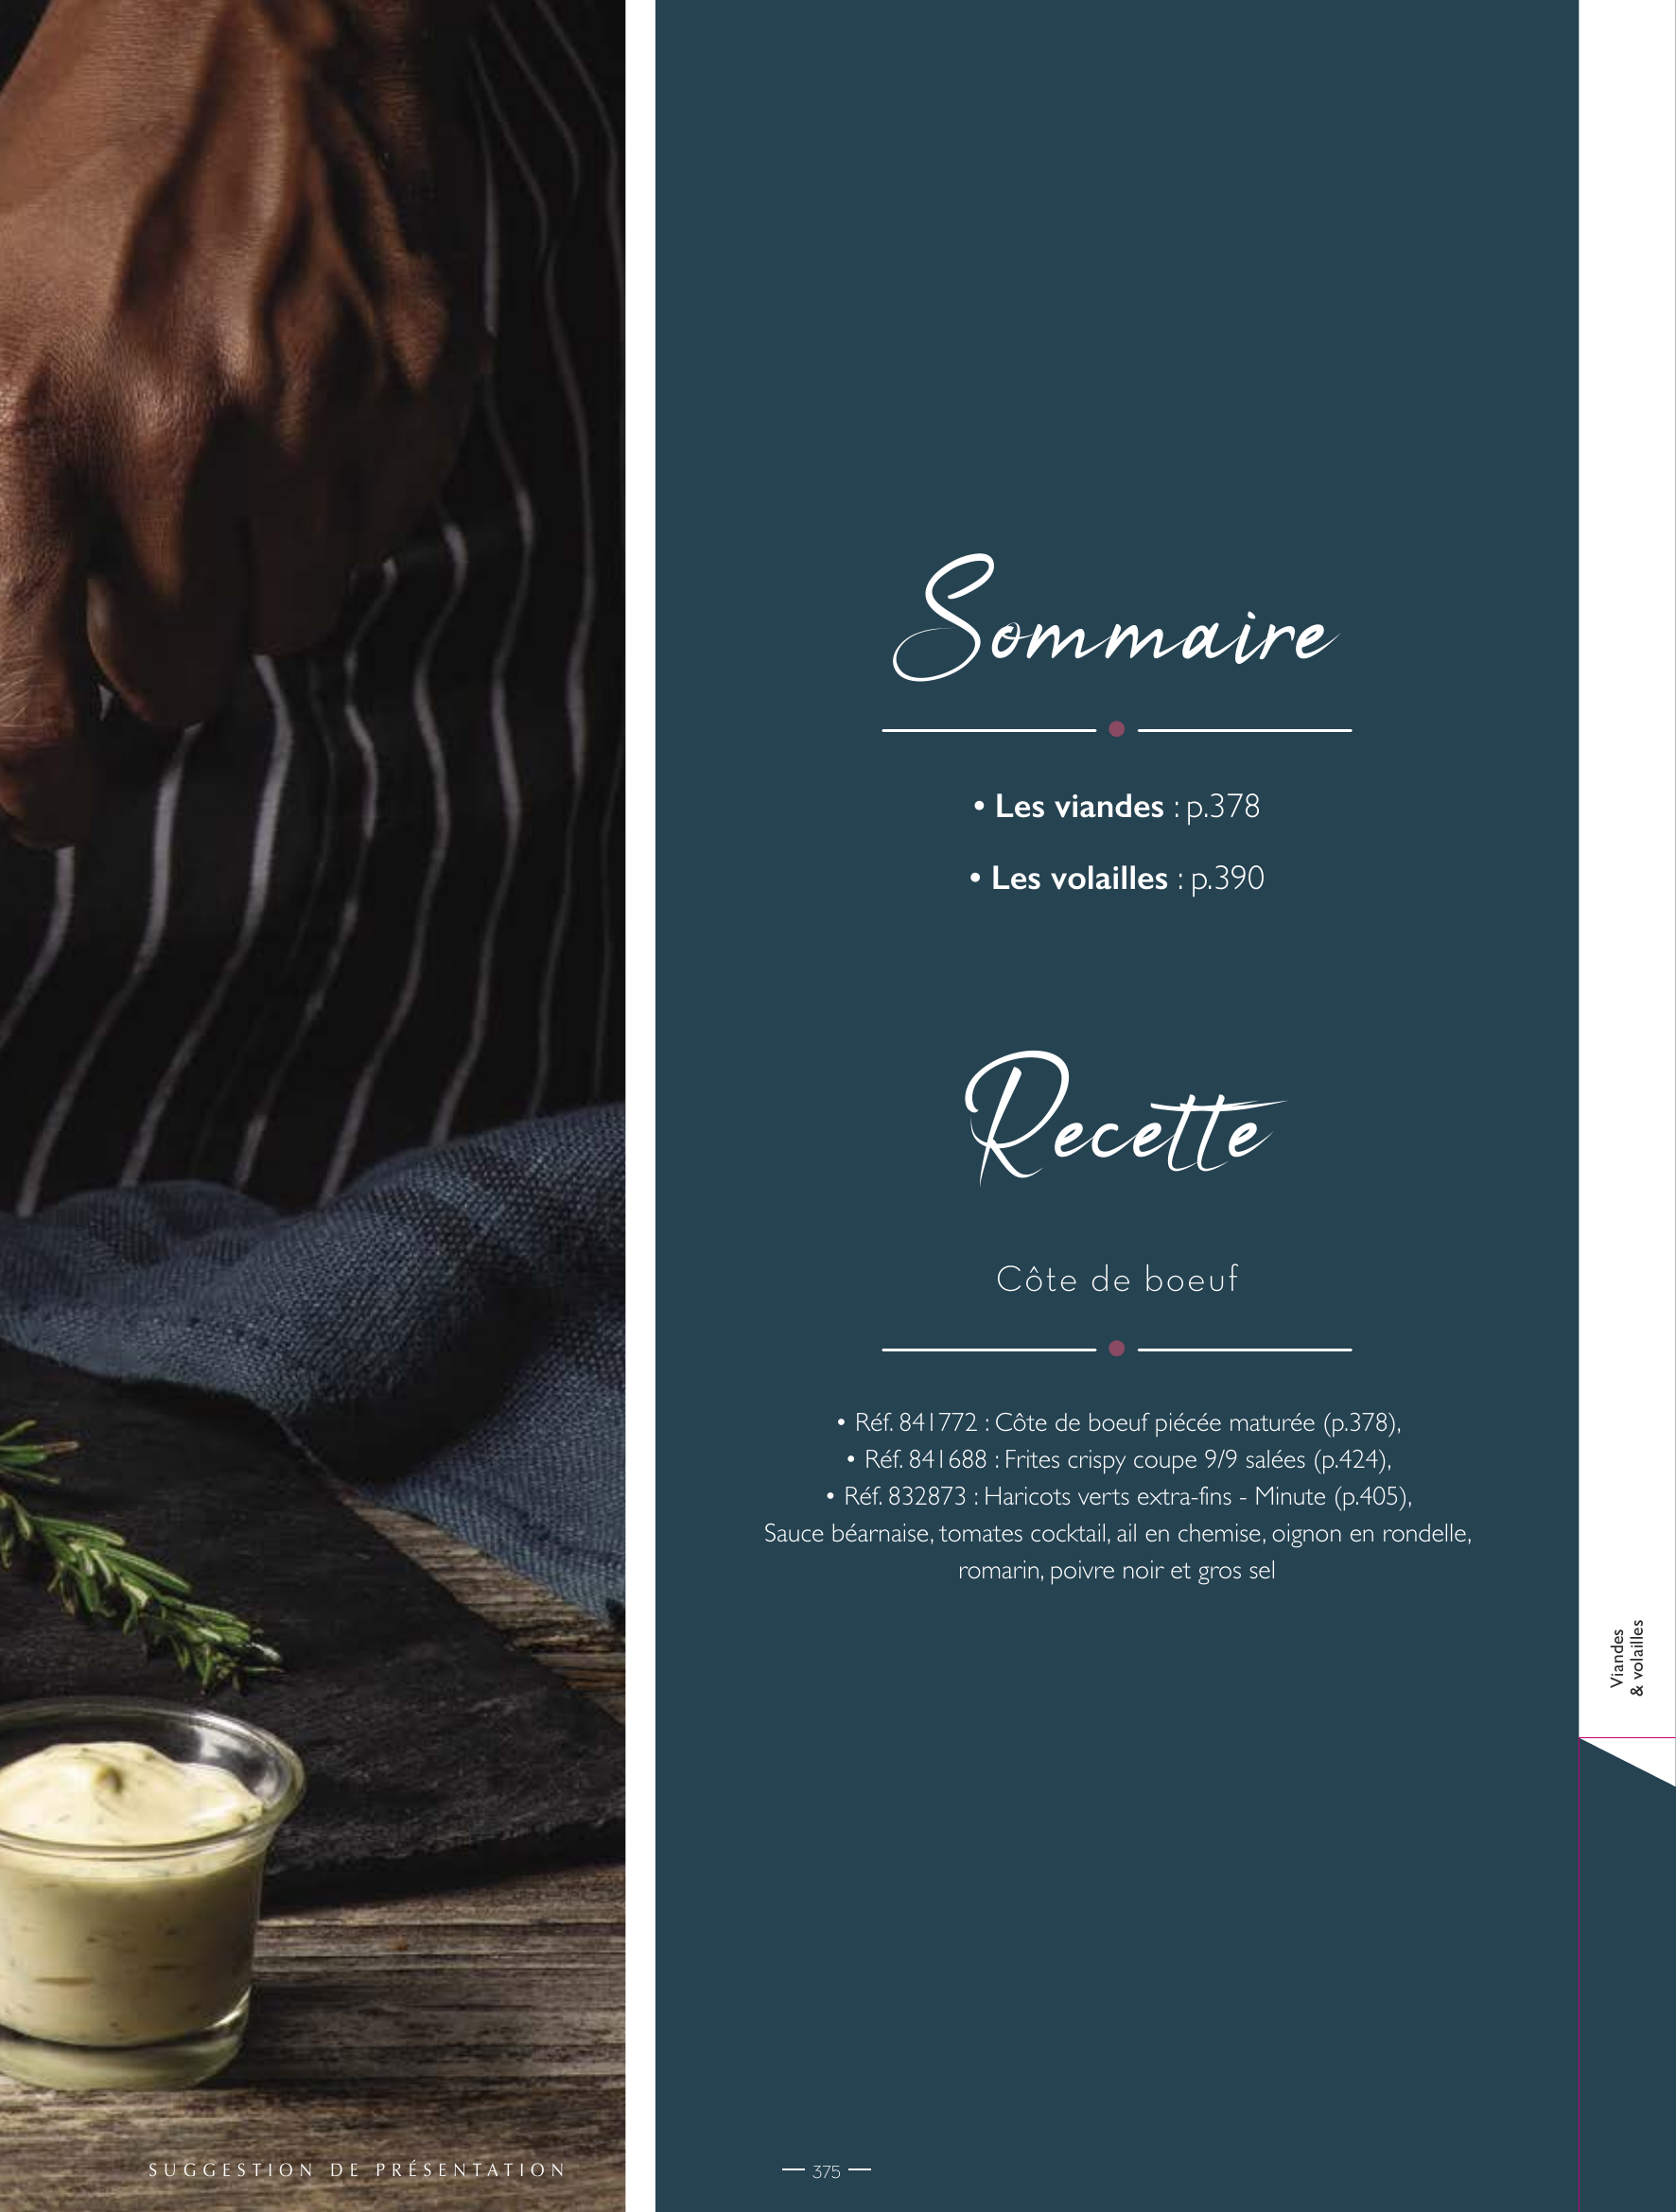 Sommaire
• Les viandes : p.378
• Les volailles : p.390
Recette
Côte de boeuf
• Réf. 841772 : Côte de boeuf piécée maturée (p.378),
• Réf. 841688 : Frites crispy coupe 9/9 salées (p.424),
• Réf. 832873 : Haricots verts extra-fins - Minute (p.405),
Sauce béarnaise, tomates cocktail, ail en chemise, oignon en rondelle,
romarin, poivre noir et gros sel
Viandes
& volailles
SUGGESTION DE PRÉSENTATION
375